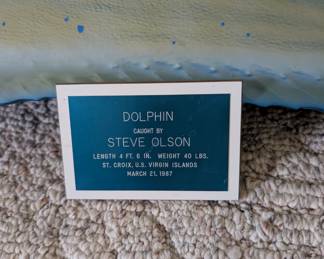 DOLPHIN
CAUGHT BY
STEVE OLSON
LENGTH 4 FT. 6 IN. WEIGHT 40 LBS.
ST. CROIX, U.S. VIRGIN ISLANDS
MARCH 21, 1987